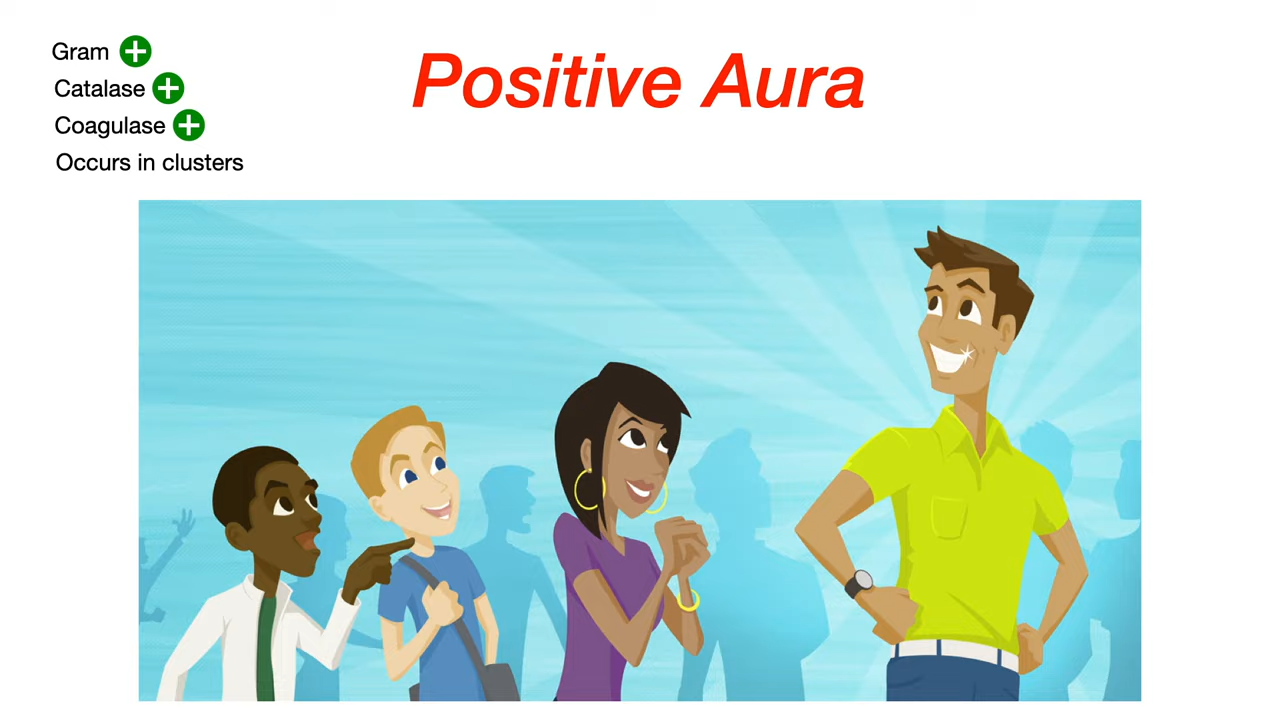 Gram +
Catalase +
Coagulase +
Occurs in clusters
Positive Aura